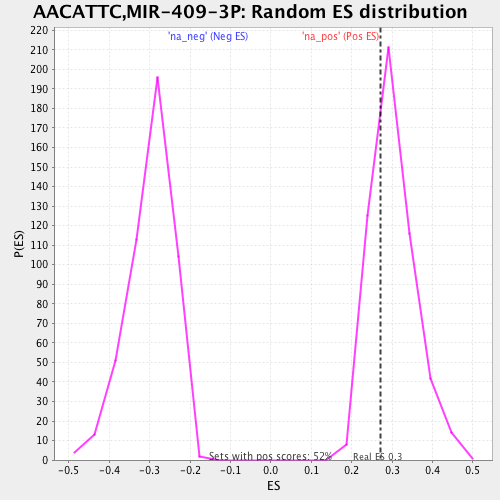 AACATTC,MIR-409-3P: Random ES distribution
'na_neg' (Neg ES)
'na_pos' (Pos ES)
220
210
200
190
180
170
160
150
140
130
120
110
100
90
80
70
60
50
40
30
20
10
0
P(ES)
Sets with pos scores: 52%
Real ES 0.3
-0.5 -0.4 -0.3 -0.2 -0.1 0.0 0.1 0.2 0.3 0.4 0.5
ES